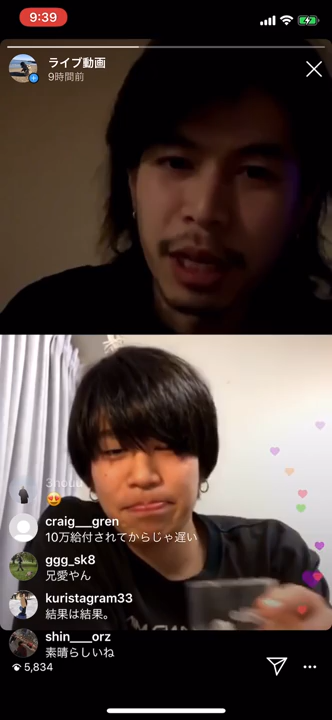 9:39
ライブ動画
9時間前
😍
craig___gren
10万給付されてからじゃ遅い
ggg_sk8
兄愛やん
kuristagram33
結果は結果。
shin___orz
素晴らしいね
5,834